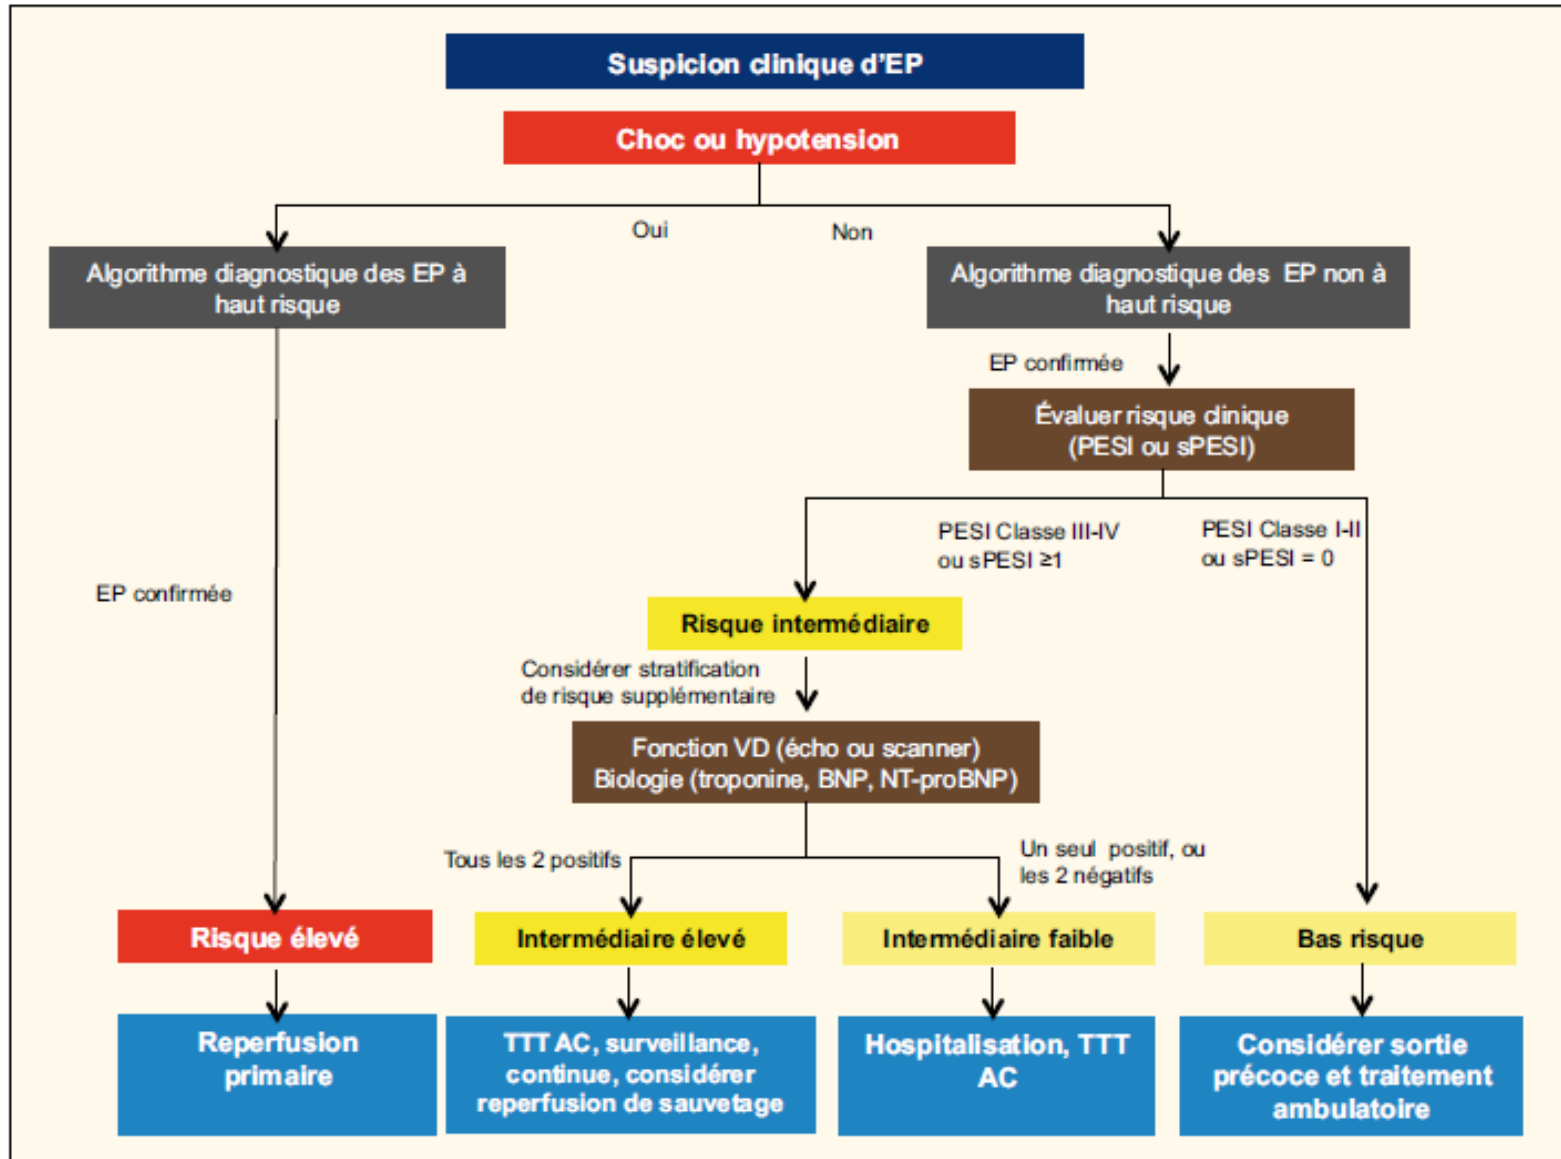 Suspicion clinique d'EP
Choc ou hypotension
Oui
Non
Algorithme diagnostique des EP à
haut risque
Algorithme diagnostique des EP non à
haut risque
EP confirmée
Évaluer risque clinique
(PESI ou sPESI)
PESI Classe III-IV
ou sPESI ≥1
PESI Classe I-II
ou sPESI = 0
EP confirmée
Risque intermédiaire
Considérer stratification
de risque supplémentaire
Fonction VD (écho ou scanner)
Biologie (troponine, BNP, NT-proBNP)
Tous les 2 positifs
Un seul positif, ou
les 2 négatifs
Risque élevé
Intermédiaire élevé
Intermédiaire faible
Bas risque
Reperfusion
primaire
TTT AC, surveillance,
continue, considérer
reperfusion de sauvetage
Hospitalisation, TTT
AC
Considérer sortie
précoce et traitement
ambulatoire